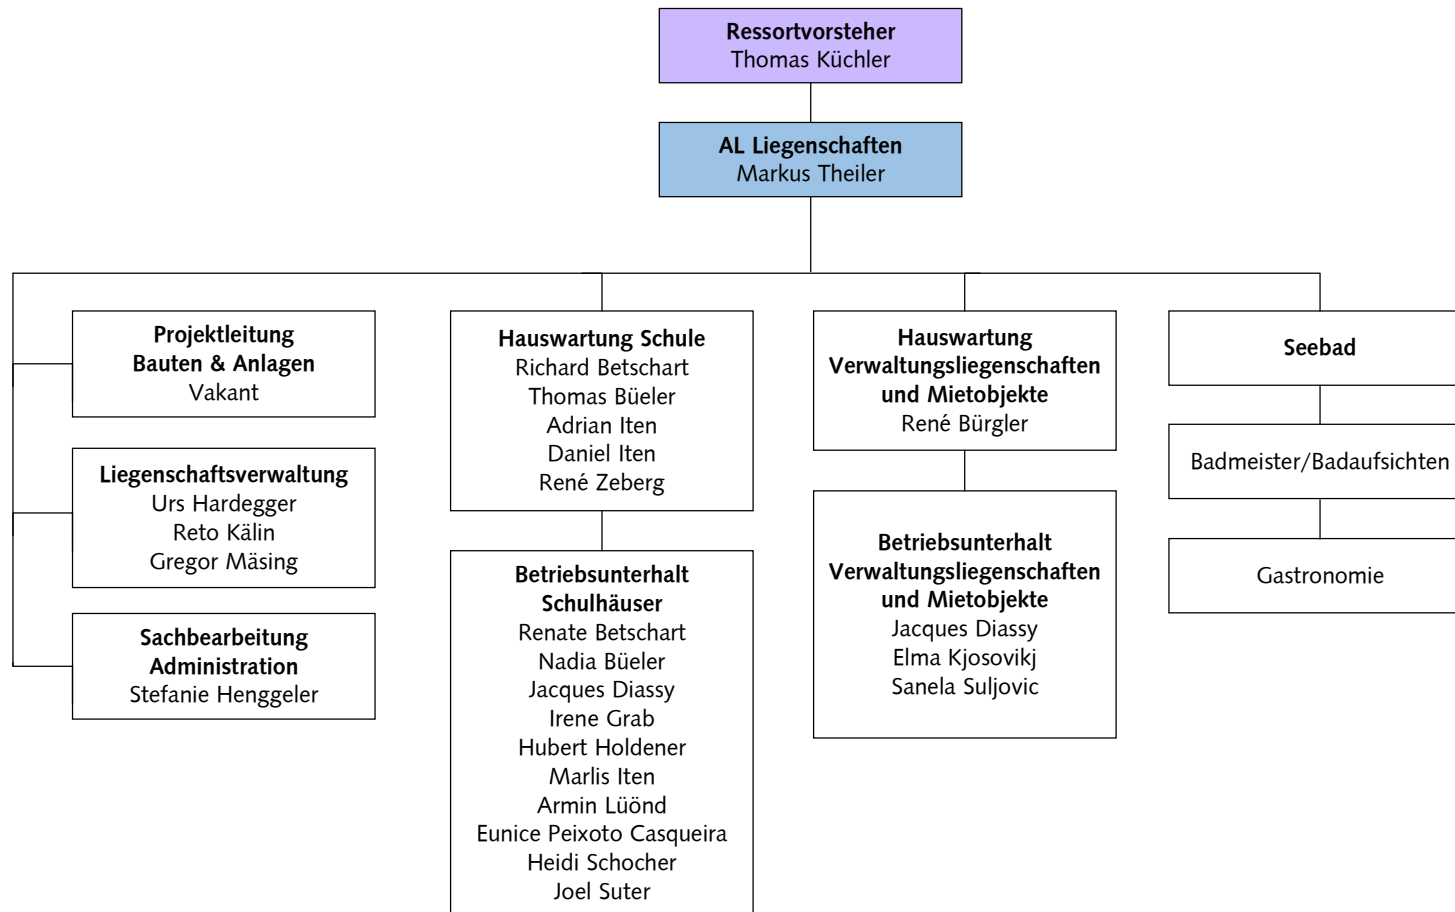 Ressortvorsteher
Thomas Küchler
AL Liegenschaften
Markus Theiler
Projektleitung
Bauten & Anlagen
Vakant
Liegenschaftsverwaltung
Urs Hardegger
Reto Kälin
Gregor Mäsing
Sachbearbeitung
Administration
Stefanie Henggeler
Hauswartung Schule
Richard Betschart
Thomas Büeler
Adrian Iten
Daniel Iten
René Zeberg
Betriebsunterhalt
Schulhäuser
Renate Betschart
Nadia Büeler
Jacques Diassy
Irene Grab
Hubert Holdener
Marlis Iten
Armin Lüönd
Eunice Peixoto Casqueira
Heidi Schocher
Joel Suter
Hauswartung
Verwaltungsliegenschaften
und Mietobjekte
René Bürgler
Betriebsunterhalt
Verwaltungsliegenschaften
und Mietobjekte
Jacques Diassy
Elma Kjosovikj
Sanela Suljovic
Seebad
Badmeister/Badaufsichten
Gastronomie